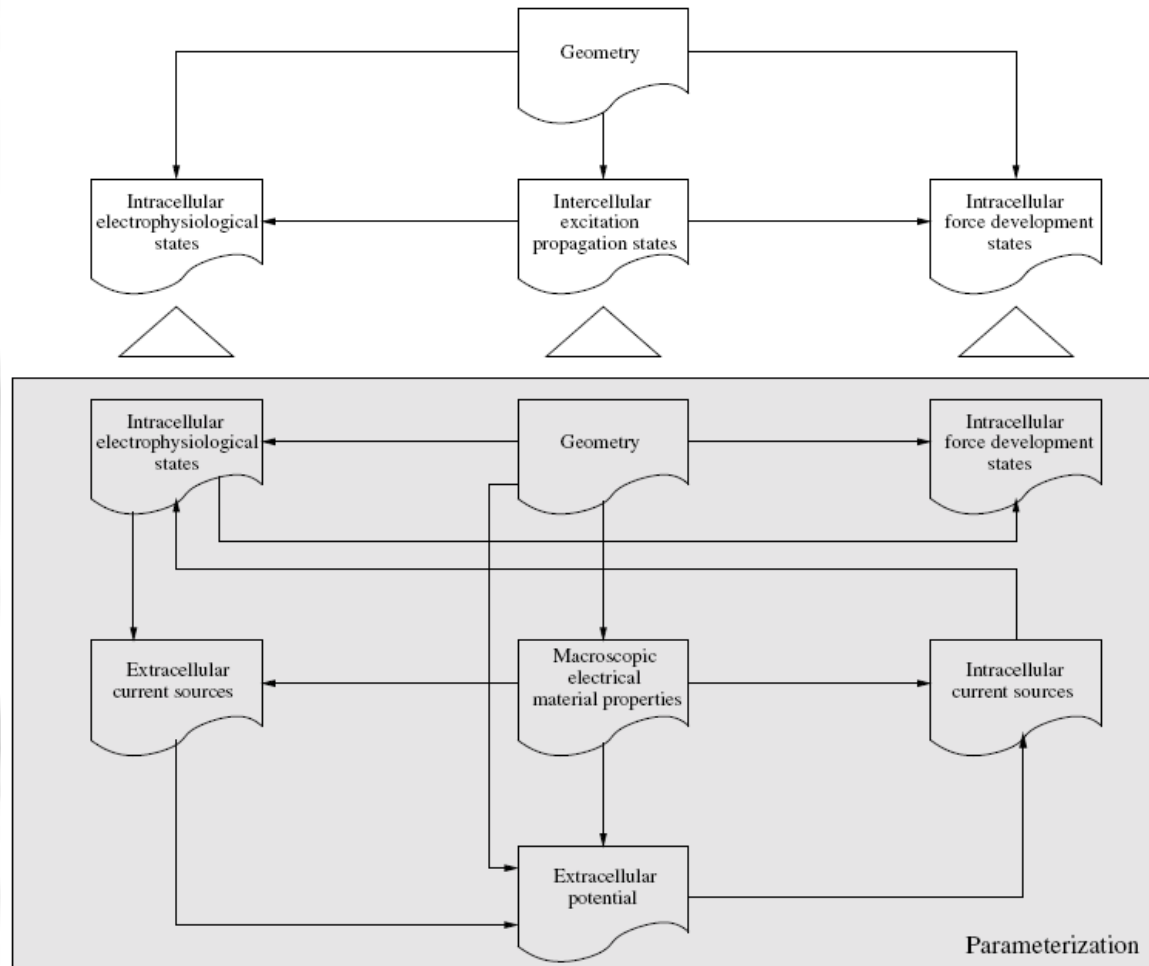 Geometry
Intracellular
electrophysiological
states
Intercellular
excitation
propagation states
Intracellular
force development
states
Intracellular
electrophysiological
states
Geometry
Intracellular
force development
states
Extracellular
current sources
Macroscopic
electrical
material properties
Intracellular
current sources
Extracellular
potential
Parameterization